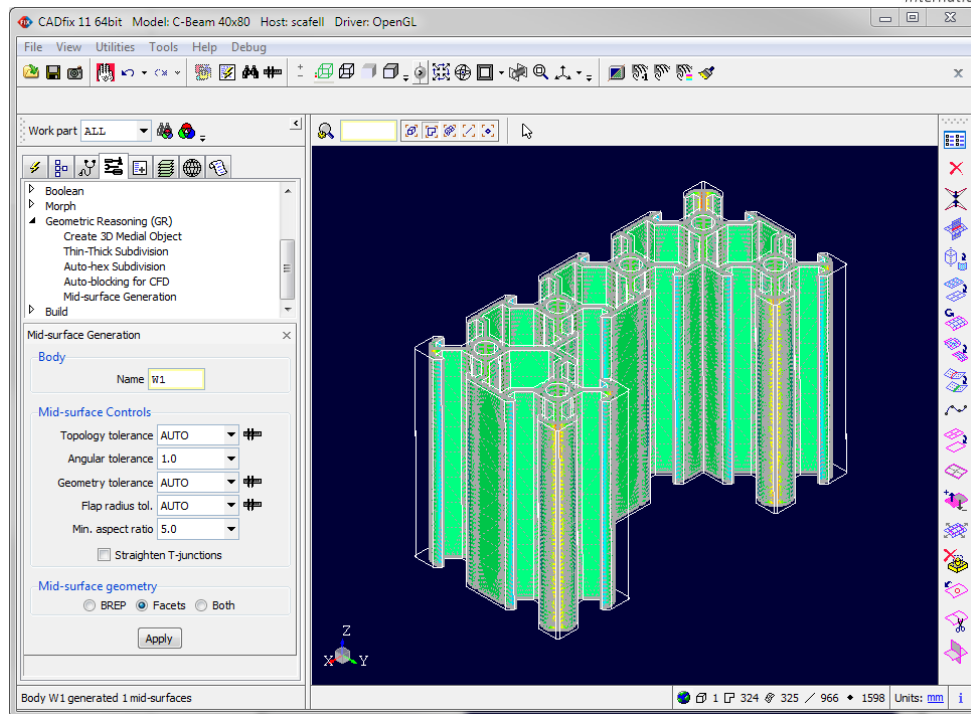 internatio
CADfix 11 64bit Model: C-Beam 40x80 Host: scafell Driver: OpenGL
File View Utilities Tools Help Debug
Work part ALL
Boolean
Morph
Geometric Reasoning (GR)
Create 3D Medial Object
Thin-Thick Subdivision
Auto-hex Subdivision
Auto-blocking for CFD
Mid-surface Generation
Build
Mid-surface Generation
Body
Name W1
Mid-surface Controls
Topology tolerance AUTO
Angular tolerance 1.0
Geometry tolerance AUTO
Flap radius tol. AUTO
Min. aspect ratio 5.0
Straighten T-junctions
Mid-surface geometry
BREP Facets Both
Apply
Z
X Y
Body W1 generated 1 mid-surfaces
1 324 325 / 966 1598 Units: mm i